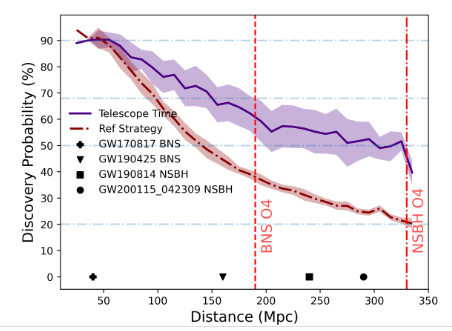 Discovery Probability (%)
90
80
70
60
50
40
30
20
10
0
Telescope Time
Ref Strategy
GW170817 BNS
GW190425 BNS
GW190814 NSBH
GW200115_042309 NSBH
BNS O4
NSBH O4
50
100
150
200
250
300
350
Distance (Mpc)